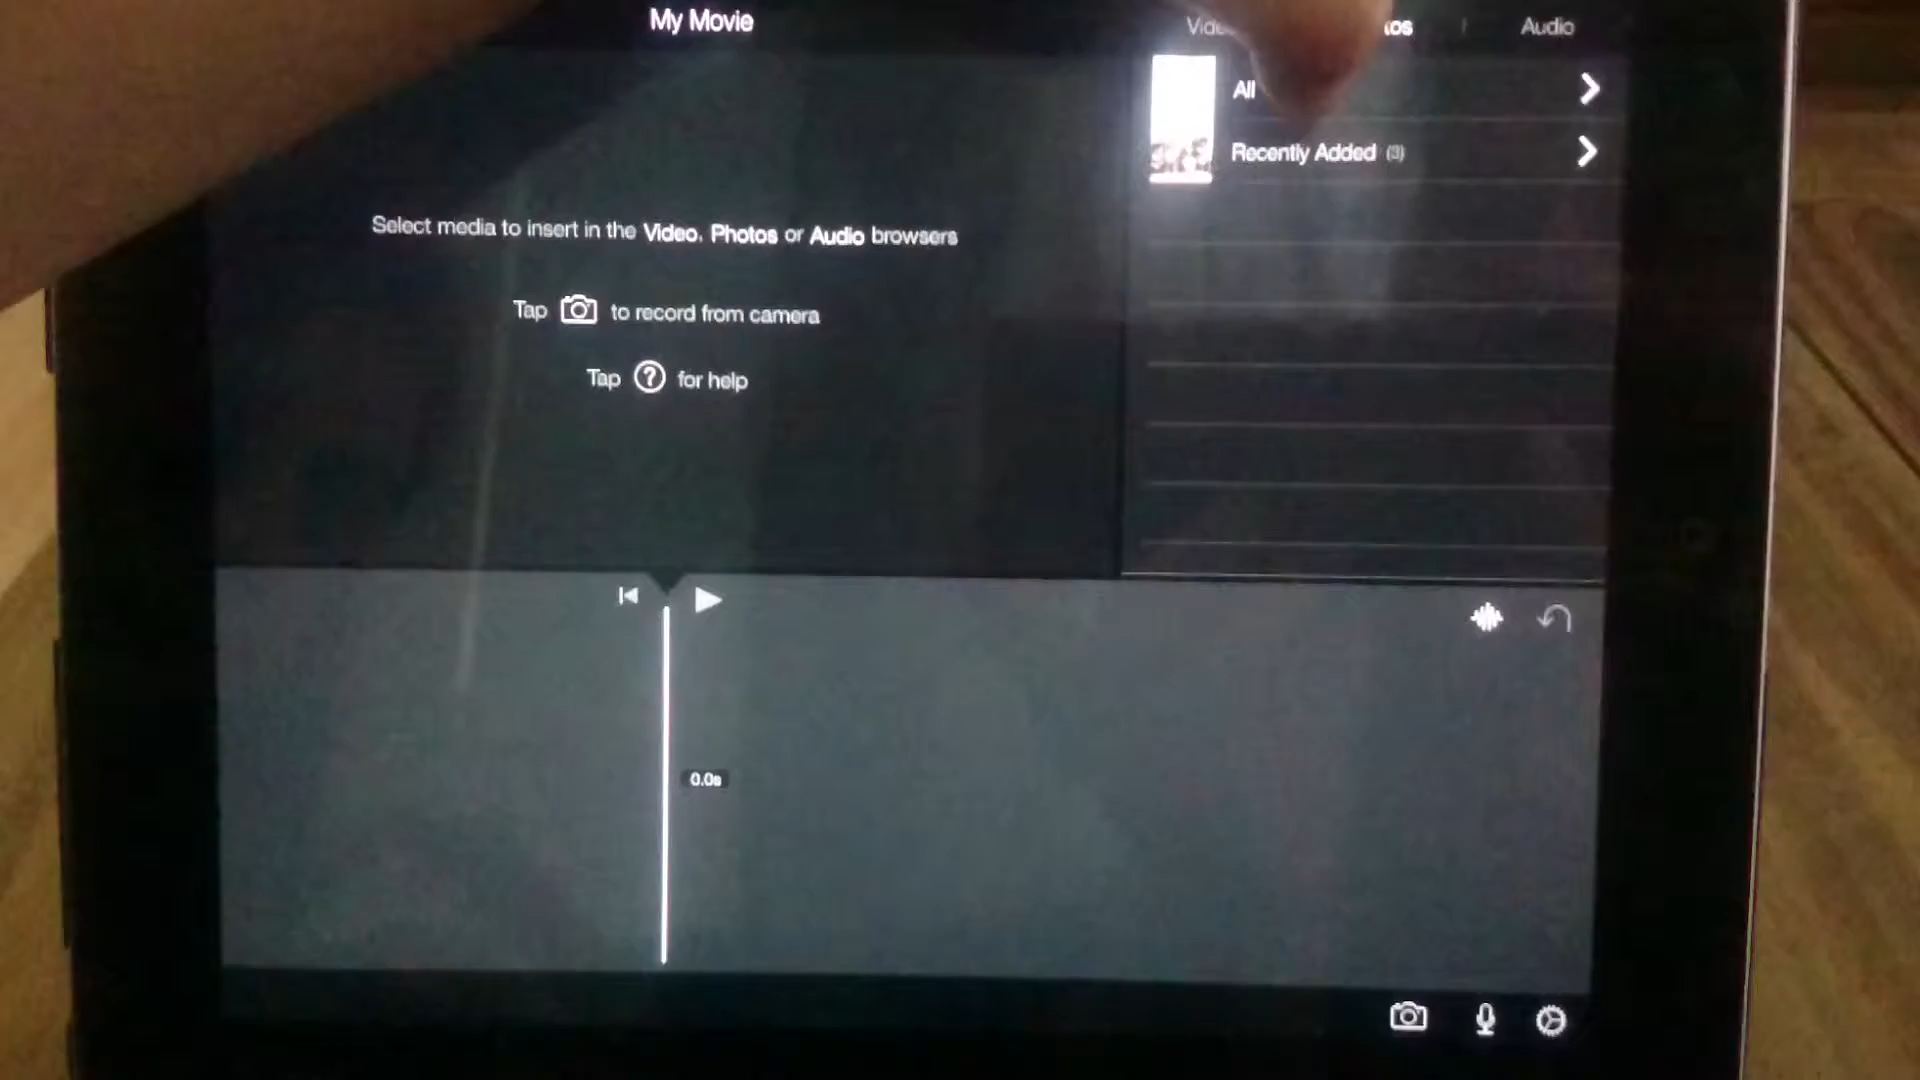 My Movie
Audio
All
Recently Added (3)
Select media to insert in the Video, Photos or Audio browsers
Tap to record from camera
Tap ? for help
0.0s